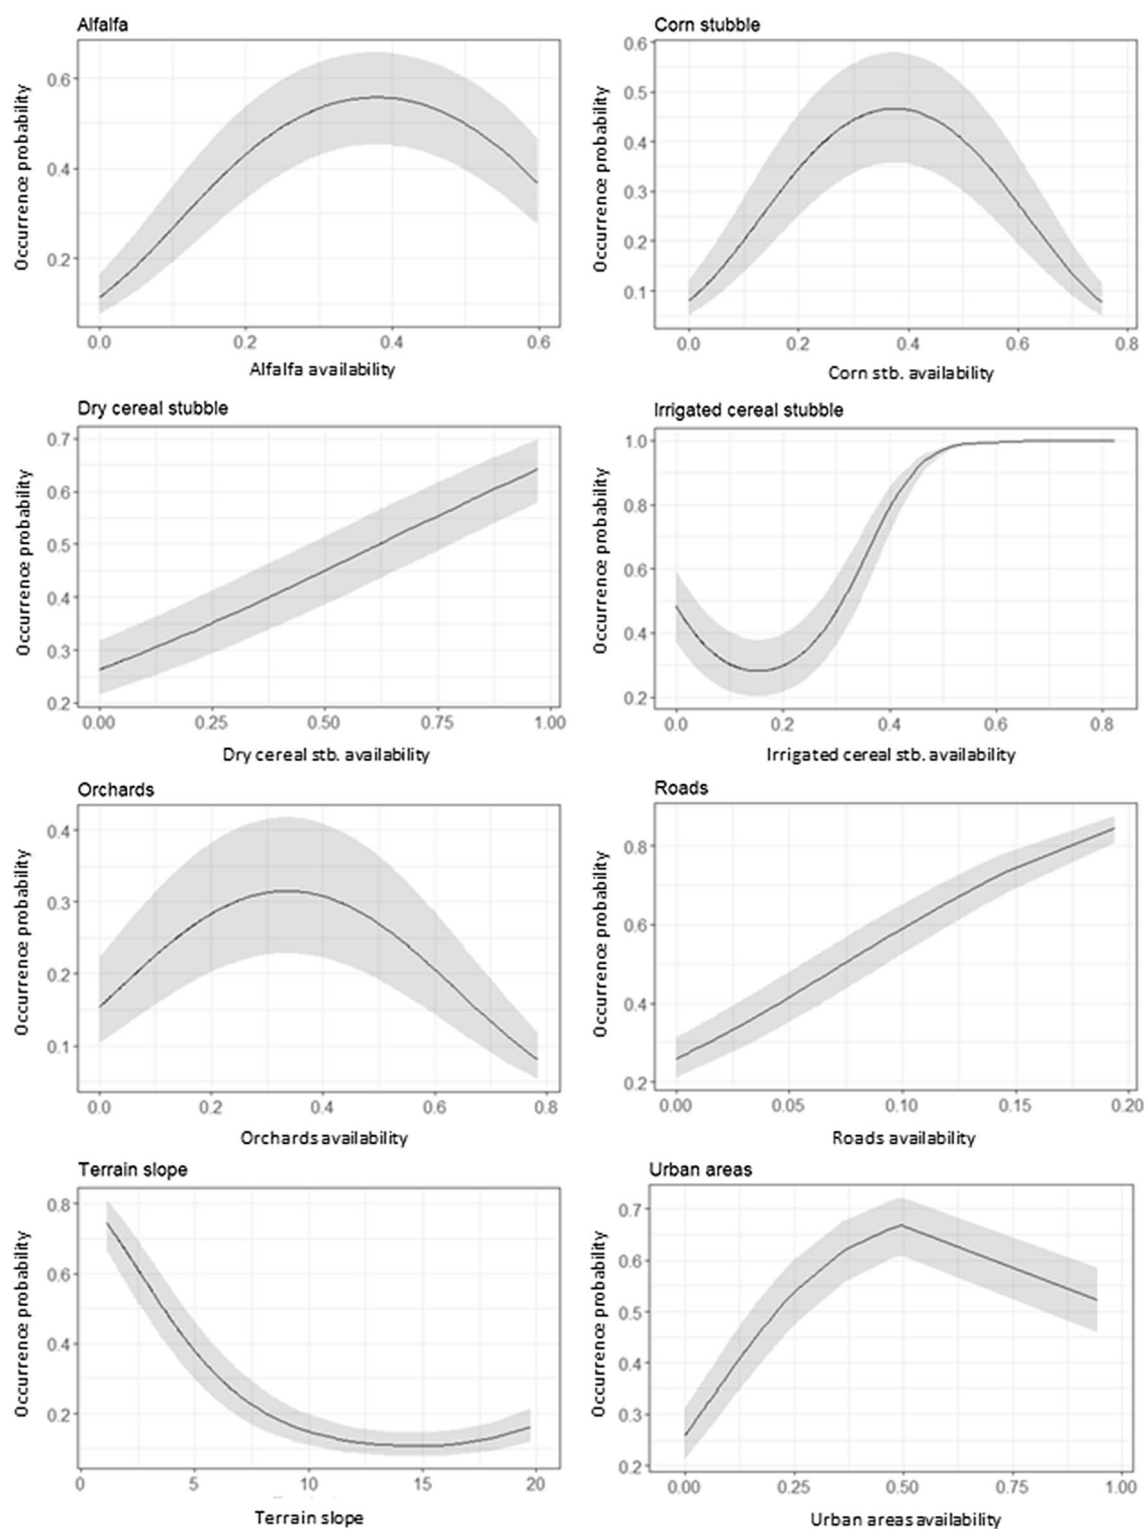 Alfalfa
Occurrence probability
0.6
0.4
0.2
0.0 0.2 0.4 0.6
Alfalfa availability
Corn stubble
Occurrence probability
0.6
0.5
0.4
0.3
0.2
0.1
0.0 0.2 0.4 0.6 0.8
Corn stb. availability
Dry cereal stubble
Occurrence probability
0.7
0.6
0.5
0.4
0.3
0.2
0.00 0.25 0.50 0.75 1.00
Dry cereal stb. availability
Irrigated cereal stubble
Occurrence probability
1.0
0.8
0.6
0.4
0.2
0.0 0.2 0.4 0.6 0.8
Irrigated cereal stb. availability
Orchards
Occurrence probability
0.4
0.3
0.2
0.1
0.0 0.2 0.4 0.6 0.8
Orchards availability
Roads
Occurrence probability
0.8
0.6
0.4
0.2
0.00 0.05 0.10 0.15 0.20
Roads availability
Terrain slope
Occurrence probability
0.8
0.6
0.4
0.2
0 5 10 15 20
Terrain slope
Urban areas
Occurrence probability
0.7
0.6
0.5
0.4
0.3
0.2
0.00 0.25 0.50 0.75 1.00
Urban areas availability